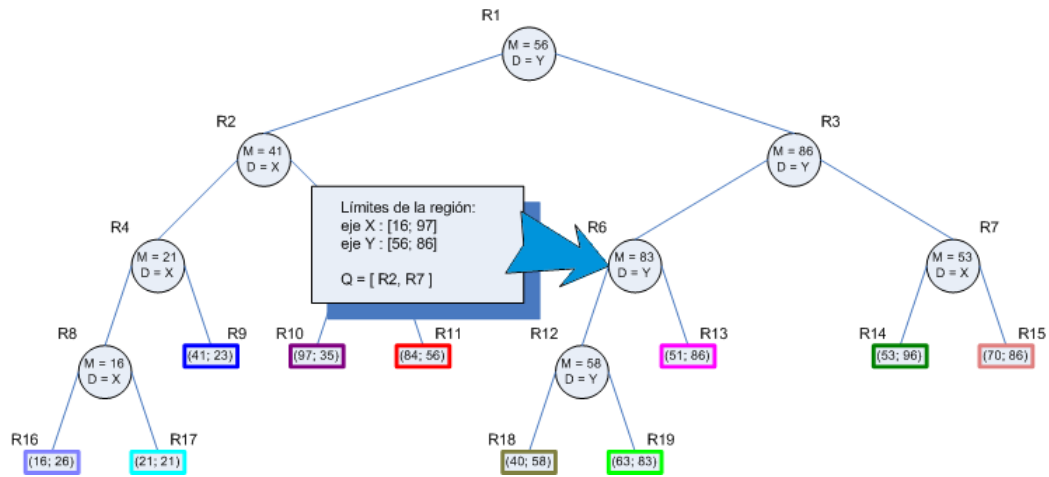 R1
M = 56
D = Y
R2
R3
M = 41
D = X
M = 86
D = Y
Límites de la región:
eje X : [16; 97]
eje Y : [56; 86]
Q = [ R2, R7 ]
R4
R6
R7
M = 21
D = X
M = 83
D = Y
M = 53
D = X
R8
R9
R10
R11
R12
R13
R14
R15
(41; 23)
(97; 35)
(84; 56)
(51; 86)
(53; 96)
(70; 86)
M = 16
D = X
M = 58
D = Y
R16
R17
R18
R19
(16; 26)
(21; 21)
(40; 58)
(63; 83)